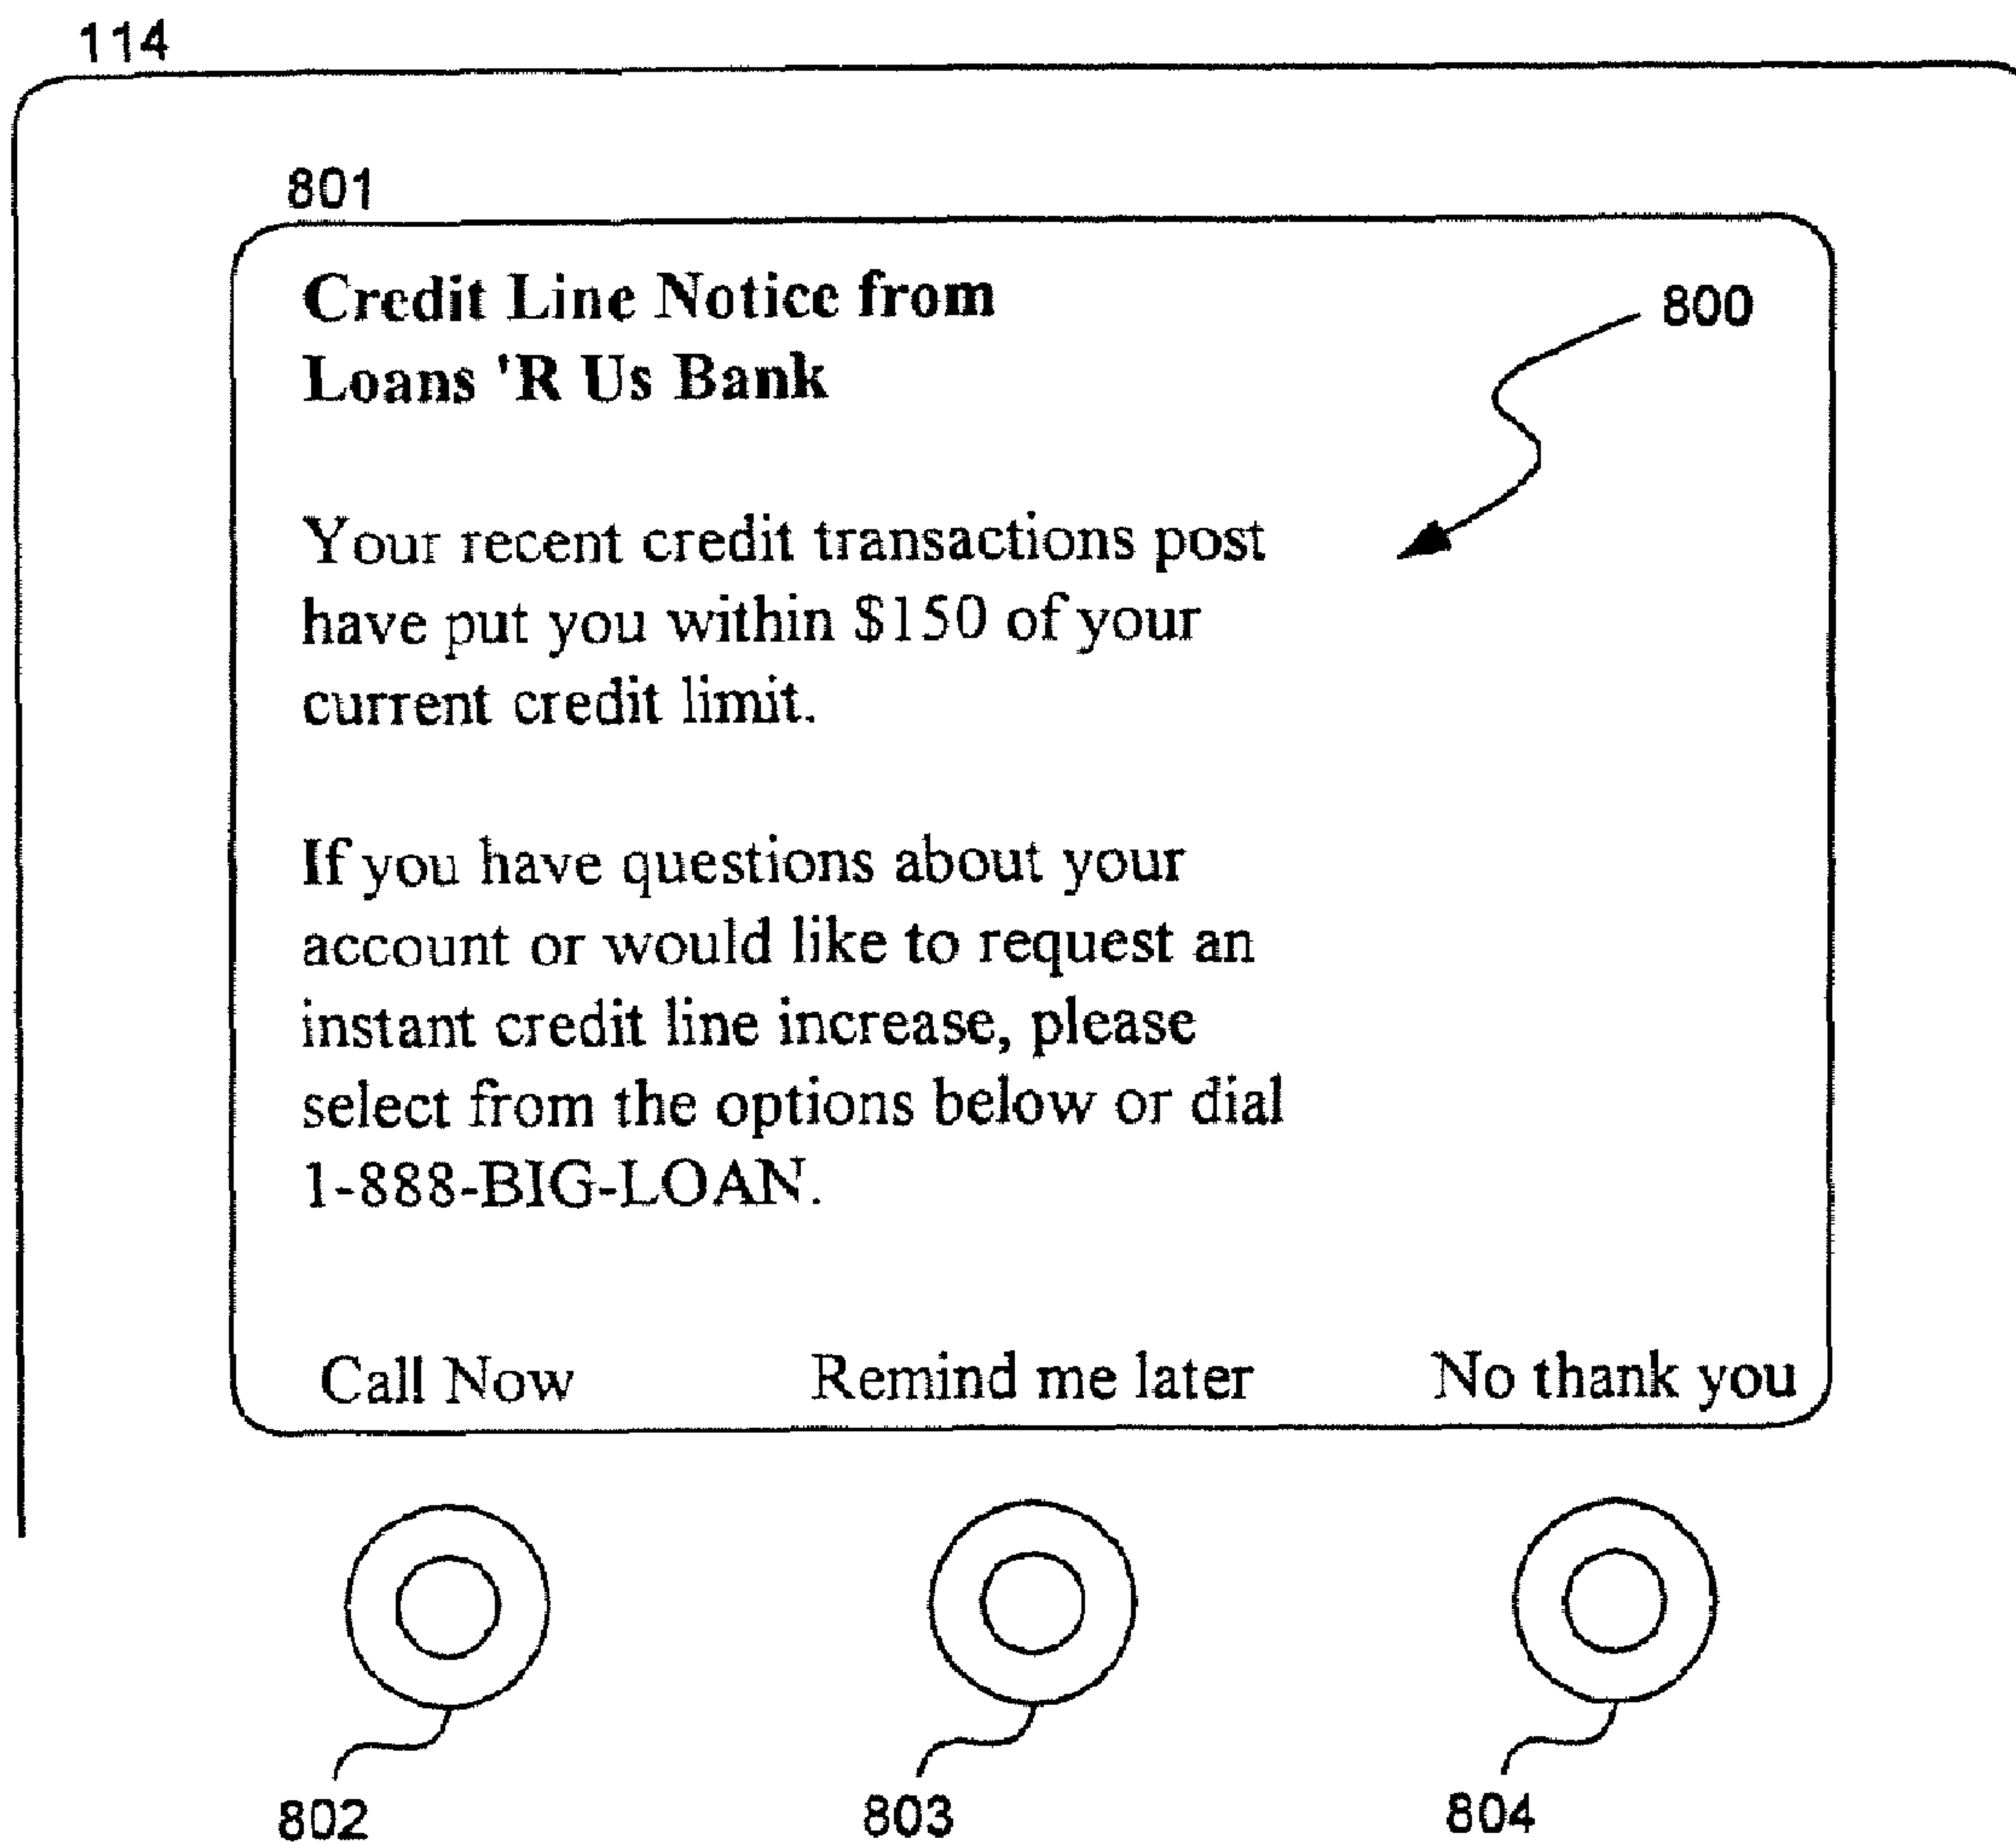 114
801
Credit Line Notice from
800
Loans 'R Us Bank
Your recent credit transactions post
have put you within $150 of your
current credit limit.
If you have questions about your
account or would like to request an
instant credit line increase, please
select from the options below or dial
1-888-BIG-LOAN.
Call Now Remind me later No thank you
802 803 804